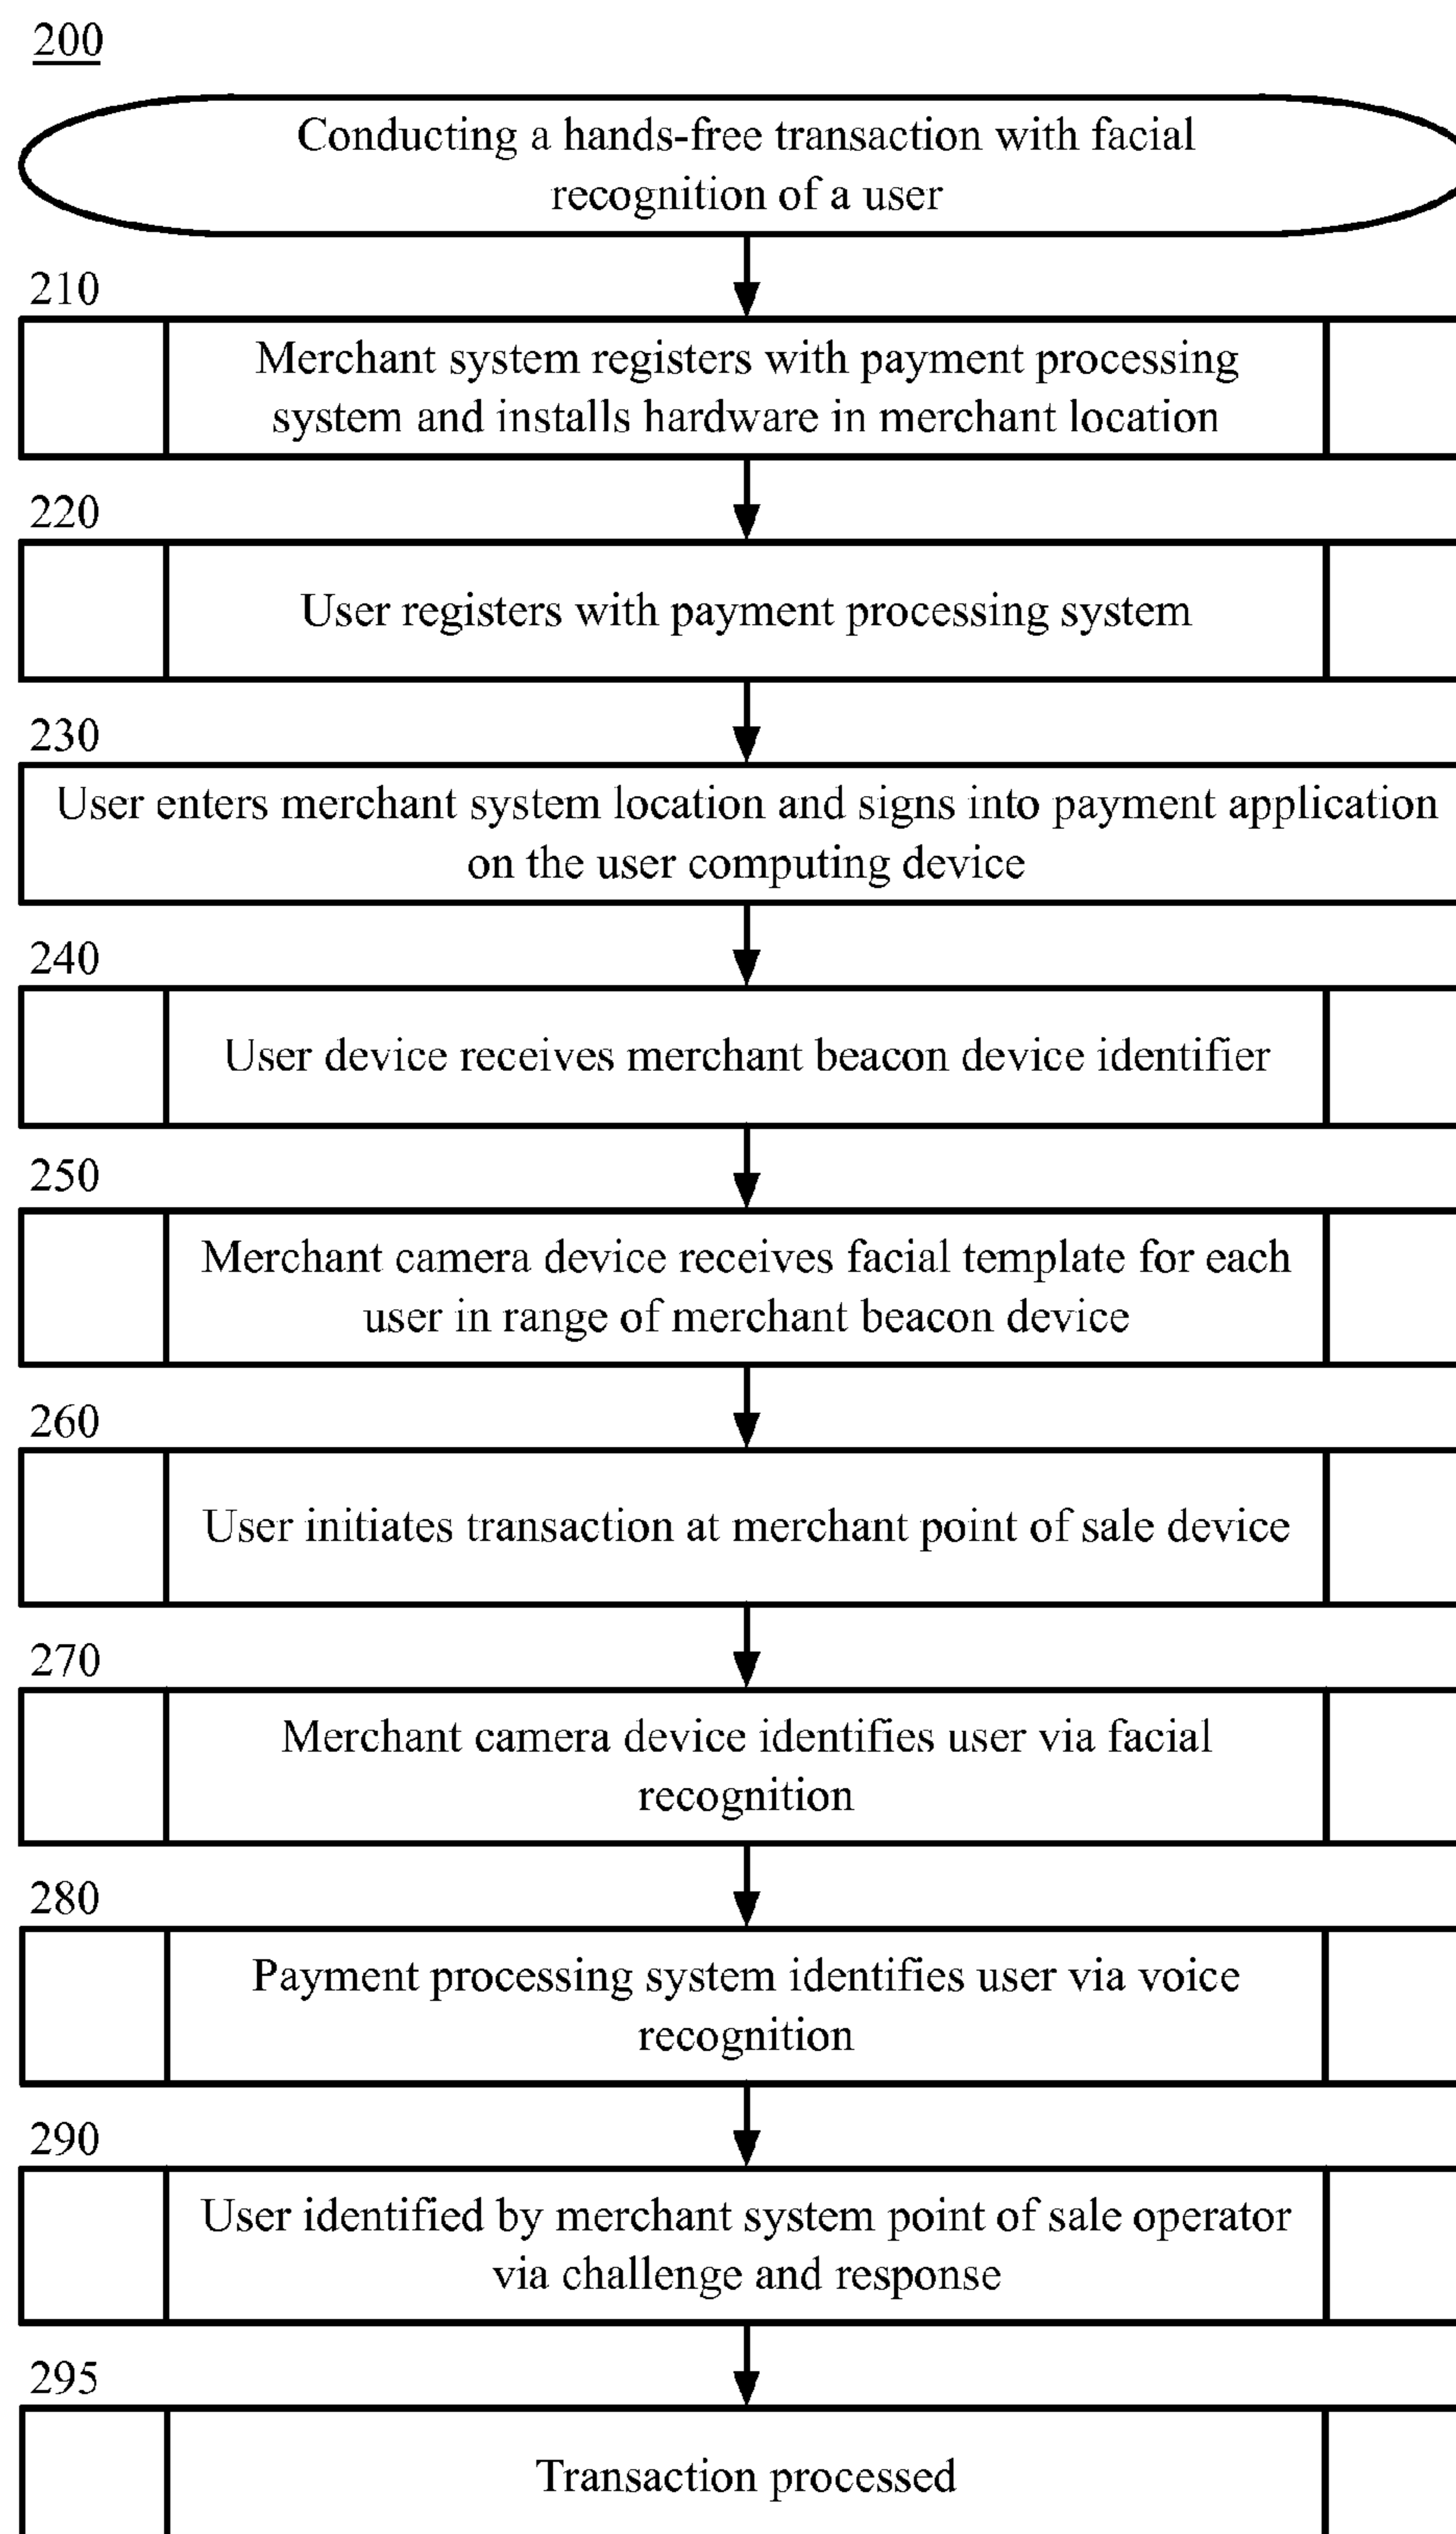 200
Conducting a hands-free transaction with facial
recognition of a user
210
Merchant system registers with payment processing
system and installs hardware in merchant location
220
User registers with payment processing system
230
User enters merchant system location and signs into payment application
on the user computing device
240
User device receives merchant beacon device identifier
250
Merchant camera device receives facial template for each
user in range of merchant beacon device
260
User initiates transaction at merchant point of sale device
270
Merchant camera device identifies user via facial
recognition
280
Payment processing system identifies user via voice
recognition
290
User identified by merchant system point of sale operator
via challenge and response
295
Transaction processed